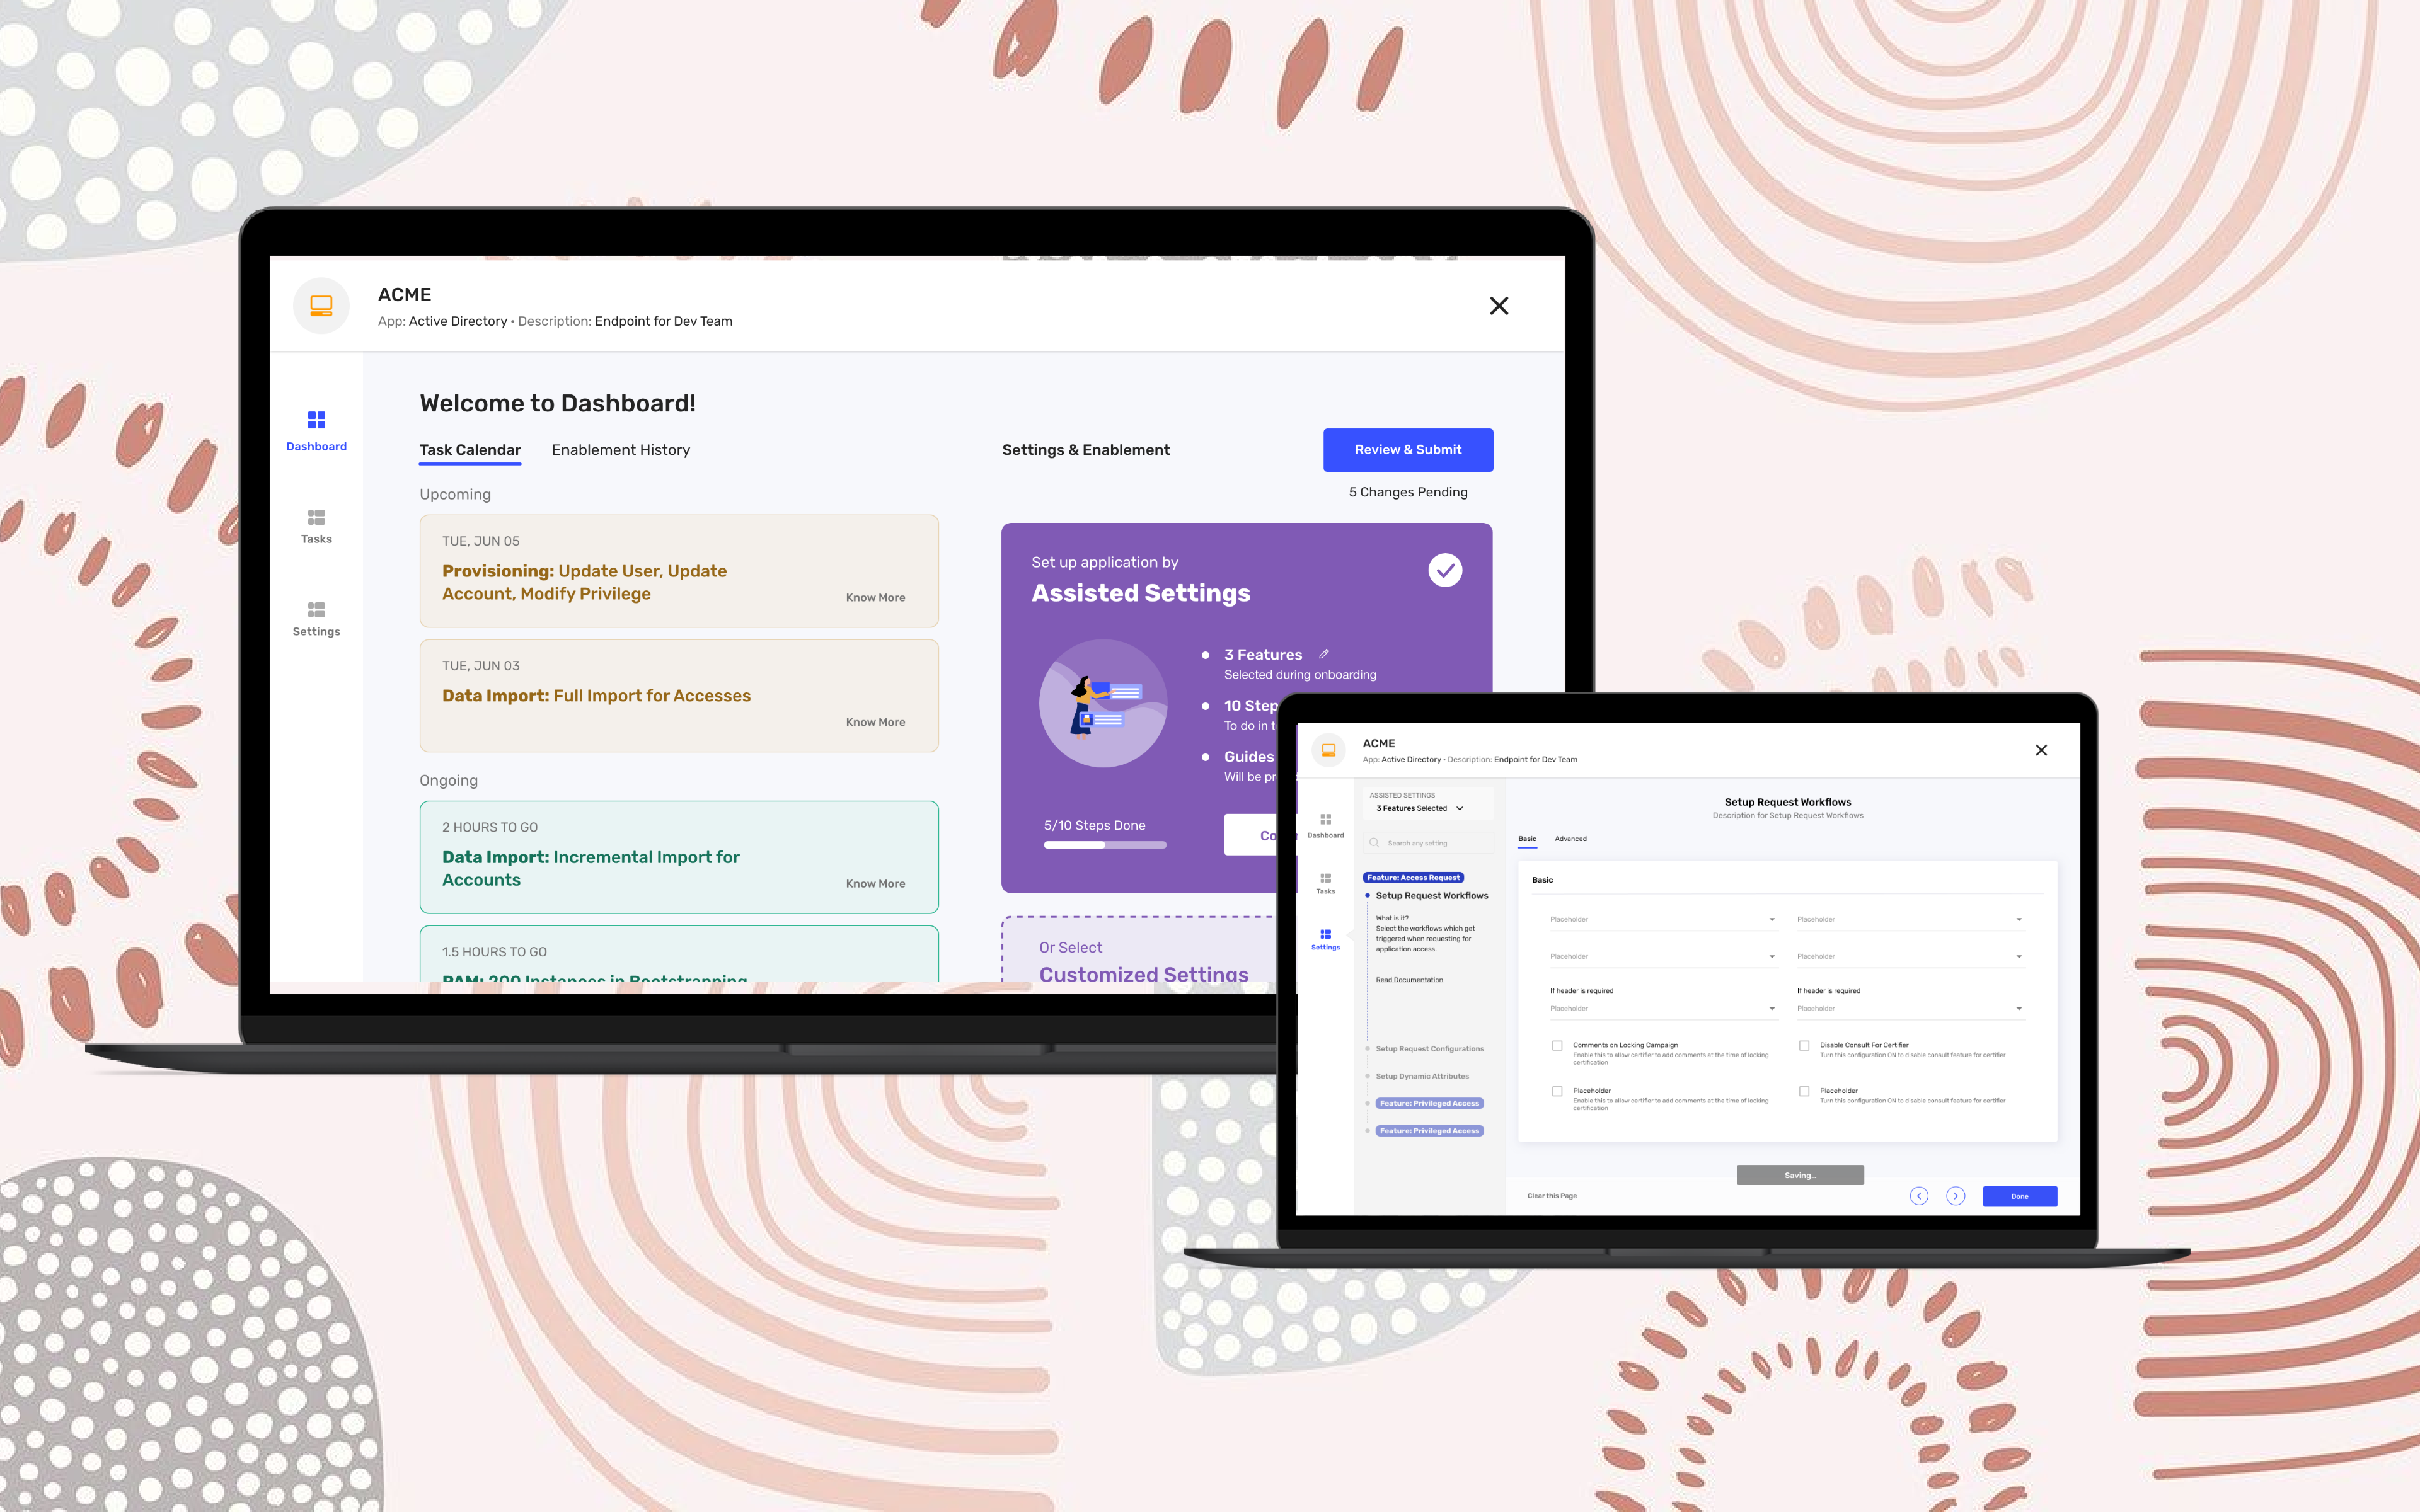 ACME
App: Active Directory • Description: Endpoint for Dev Team
Dashboard
Tasks
Settings
Welcome to Dashboard!
Task Calendar
Enablement History
Upcoming
TUE, JUN 05
Provisioning: Update User, Update
Account, Modify Privilege
Know More
TUE, JUN 03
Data Import: Full Import for Accesses
Know More
Ongoing
2 HOURS TO GO
Data Import: Incremental Import for
Accounts
Know More
1.5 HOURS TO GO
PAM: 200 Instances in Bootstrapping
Settings & Enablement
Review & Submit
5 Changes Pending
Set up application by
Assisted Settings
3 Features
Selected during onboarding
10 Step
To do in
Guides
Will be
5/10 Steps Done
Or Select
Customized Settings
ACME
App: Active Directory • Description: Endpoint for Dev Team
Dashboard
Tasks
Settings
ASSISTED SETTINGS
3 Features Selected
Search any setting
Feature: Access Request
Setup Request Workflows
What is it?
Select the workflows which get
triggered when requesting for
application access.
Read Documentation
Setup Request Configurations
Setup Dynamic Attributes
Feature: Privileged Access
Feature: Privileged Access
Setup Request Workflows
Description for Setup Request Workflows
Basic
Advanced
Basic
Placeholder
Placeholder
Placeholder
Placeholder
If header is required
If header is required
Placeholder
Placeholder
Comments on Locking Campaign
Enable this to allow certifier to add comments at the time of locking
certification
Disable Consult For Certifier
Turn this configuration ON to disable consult feature for certifier
Placeholder
Enable this to allow certifier to add comments at the time of locking
certification
Placeholder
Turn this configuration ON to disable consult feature for certifier
Saving...
Clear this Page
Done